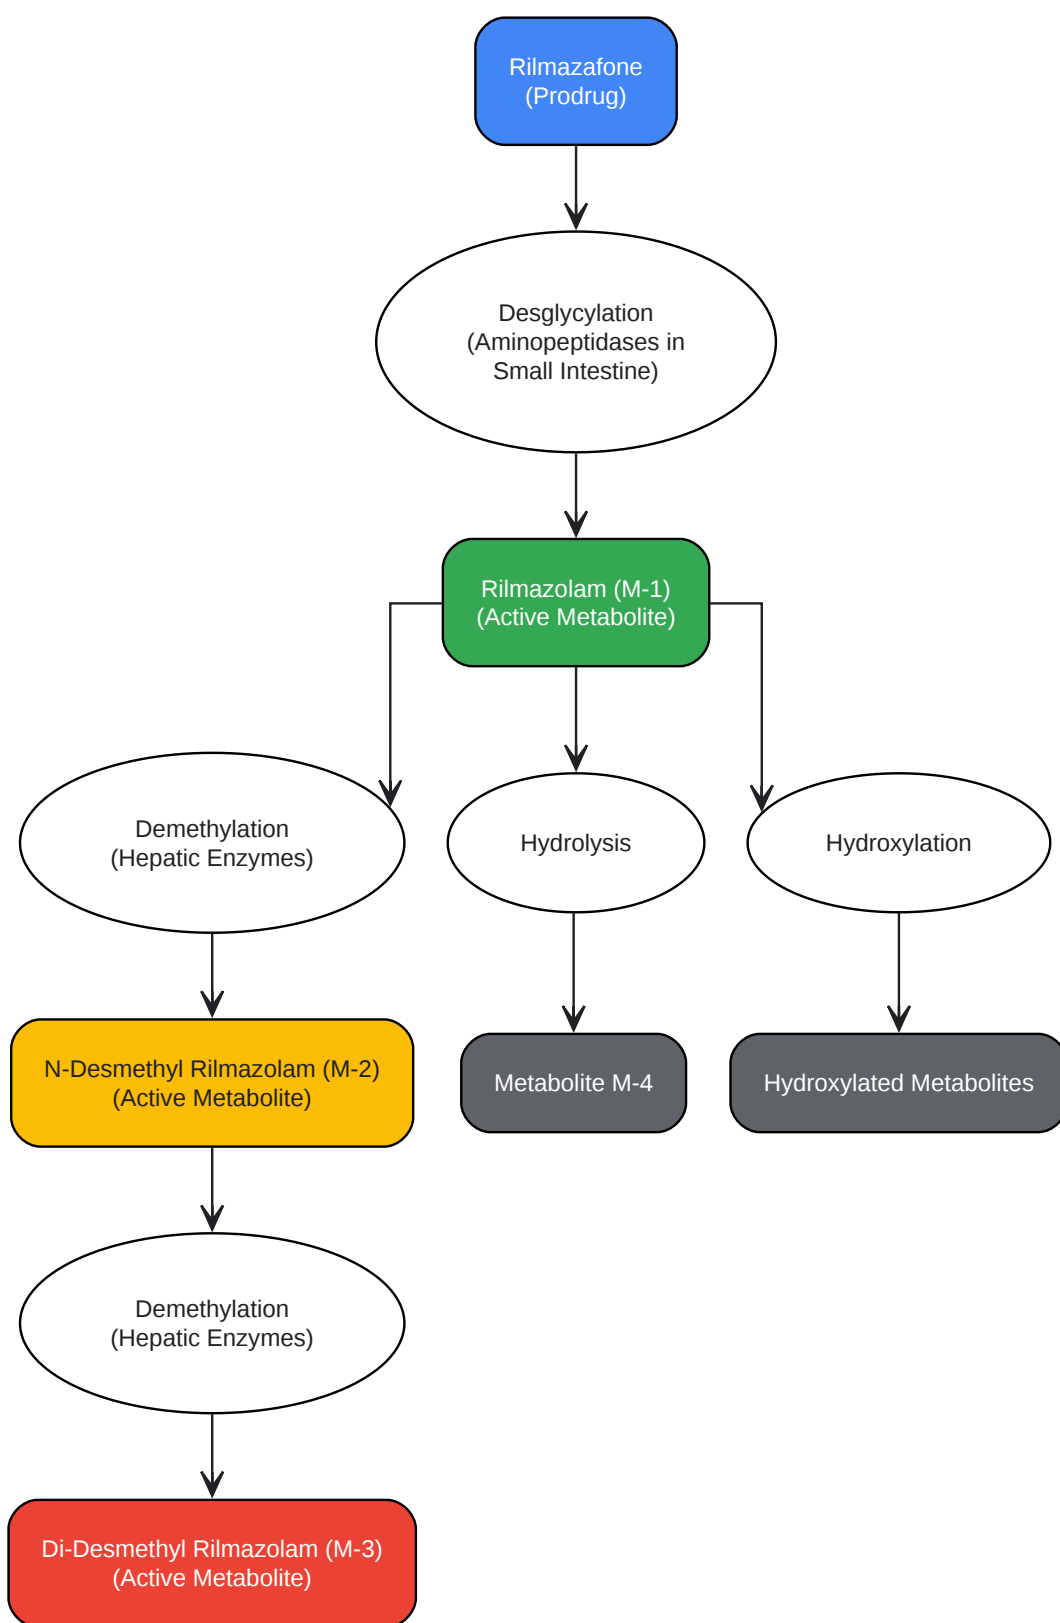 Rilmazafone
(Prodrug)
Desglycylation
(Aminopeptidases in
Small Intestine)
Rilmazolam (M-1)
(Active Metabolite)
Demethylation
(Hepatic Enzymes)
Hydrolysis
Hydroxylation
N-Desmethyl Rilmazolam (M-2)
(Active Metabolite)
Metabolite M-4
Hydroxylated Metabolites
Demethylation
(Hepatic Enzymes)
Di-Desmethyl Rilmazolam (M-3)
(Active Metabolite)